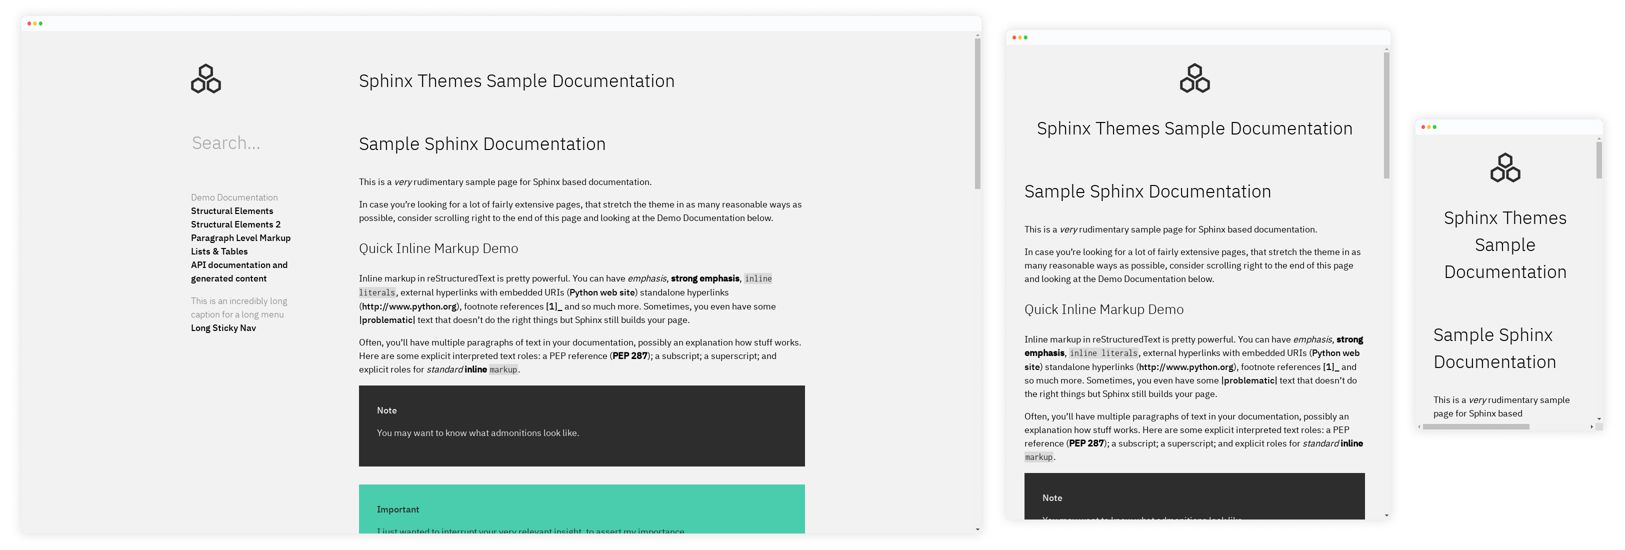 Sphinx Themes Sample Documentation
Search...
Demo Documentation
Structural Elements
Structural Elements 2
Paragraph Level Markup
Lists & Tables
API documentation and
generated content
This is an incredibly long
caption for a long menu
Long Sticky Nav
Sample Sphinx Documentation
This is a very rudimentary sample page for Sphinx based documentation.
In case you're looking for a lot of fairly extensive pages, that stretch the theme in as many reasonable ways as
possible, consider scrolling right to the end of this page and looking at the Demo Documentation below.
Quick Inline Markup Demo
Inline markup in reStructuredText is pretty powerful. You can have emphasis, strong emphasis, inline
literals, external hyperlinks with embedded URIs (Python web site) standalone hyperlinks
(http://www.python.org), footnote references [1]_ and so much more. Sometimes, you even have some
|problematic| text that doesn't do the right things but Sphinx still builds your page.
Often, you'll have multiple paragraphs of text in your documentation, possibly an explanation how stuff works.
Here are some explicit interpreted text roles: a PEP reference (PEP 287); a subscript; a superscript; and
explicit roles for standard inline markup.
Note
You may want to know what admonitions look like.
Important
I just wanted to interrupt your very relevant insight, to assert my importance.
Sphinx Themes Sample Documentation
Sample Sphinx Documentation
This is a very rudimentary sample page for Sphinx based documentation.
In case you're looking for a lot of fairly extensive pages, that stretch the theme in as
many reasonable ways as possible, consider scrolling right to the end of this page
and looking at the Demo Documentation below.
Quick Inline Markup Demo
Inline markup in reStructuredText is pretty powerful. You can have emphasis, strong
emphasis, inline literals, external hyperlinks with embedded URIs (Python web
site) standalone hyperlinks (http://www.python.org), footnote references [1]_ and
so much more. Sometimes, you even have some |problematic| text that doesn't do
the right things but Sphinx still builds your page.
Often, you'll have multiple paragraphs of text in your documentation, possibly an
explanation how stuff works. Here are some explicit interpreted text roles: a PEP
reference (PEP 287); a subscript; a superscript; and explicit roles for standard inline
markup.
Note
You may want to know what admonitions look like.
Sphinx Themes
Sample
Documentation
Sample Sphinx
Documentation
This is a very rudimentary sample
page for Sphinx based